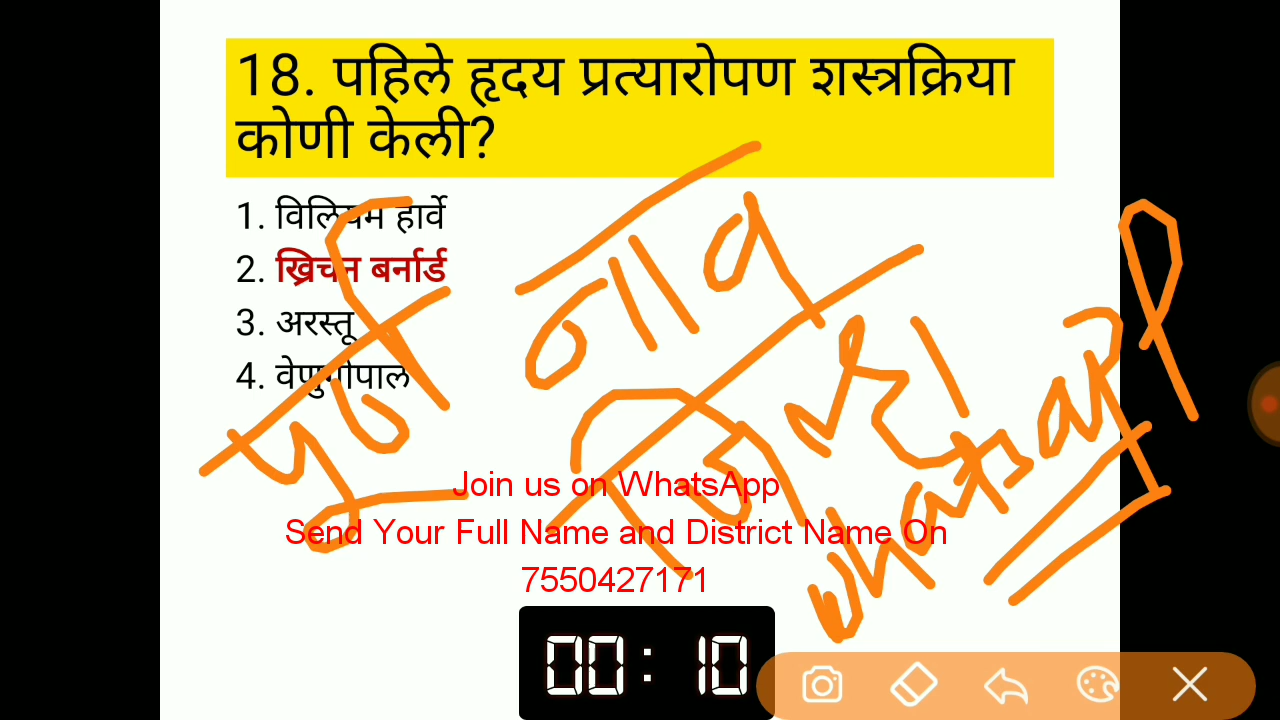 18. पहिले हृदय प्रत्यारोपण शस्त्रक्रिया
कोणी केली?
1. विलियम हार्वे
2. ख्रिचन बर्नार्ड
3. अरस्तू
4. वेणुगोपाल
पुर्ण नाव
जिल्हा
whatsapp
Join us on WhatsApp
Send Your Full Name and District Name On
7550427171
00:10